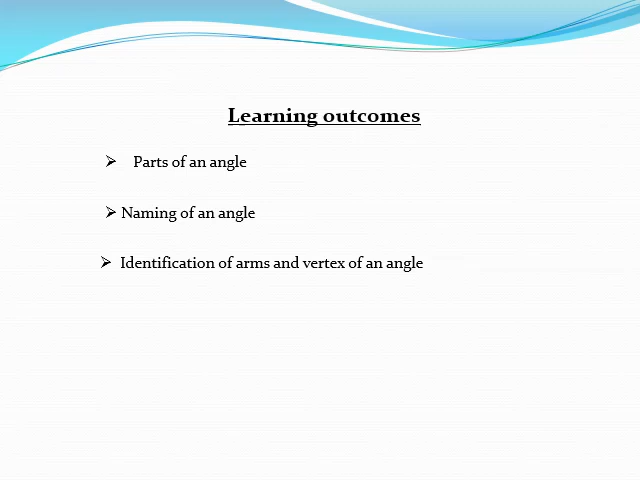 Learning outcomes
➢ Parts of an angle
➢ Naming of an angle
➢ Identification of arms and vertex of an angle